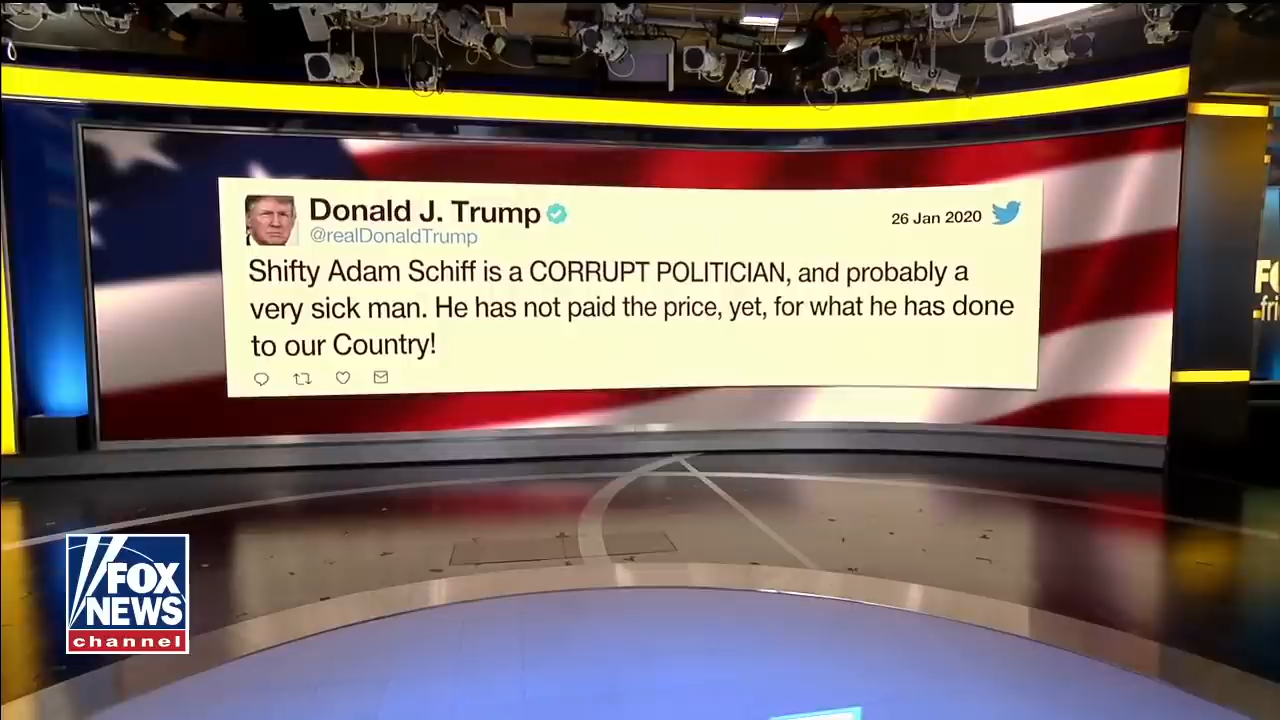 Donald J. Trump
@realDonaldTrump
26 Jan 2020
Shifty Adam Schiff is a CORRUPT POLITICIAN, and probably a
very sick man. He has not paid the price, yet, for what he has done
to our Country!
FOX
NEWS
channel